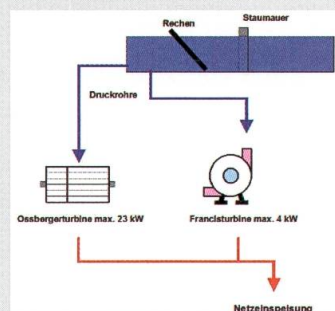 Staumauer
Rechen
Druckrohre
Ossbergerturbine max. 23 kW
Francisturbine max. 4 kW
Netzeinspeisung